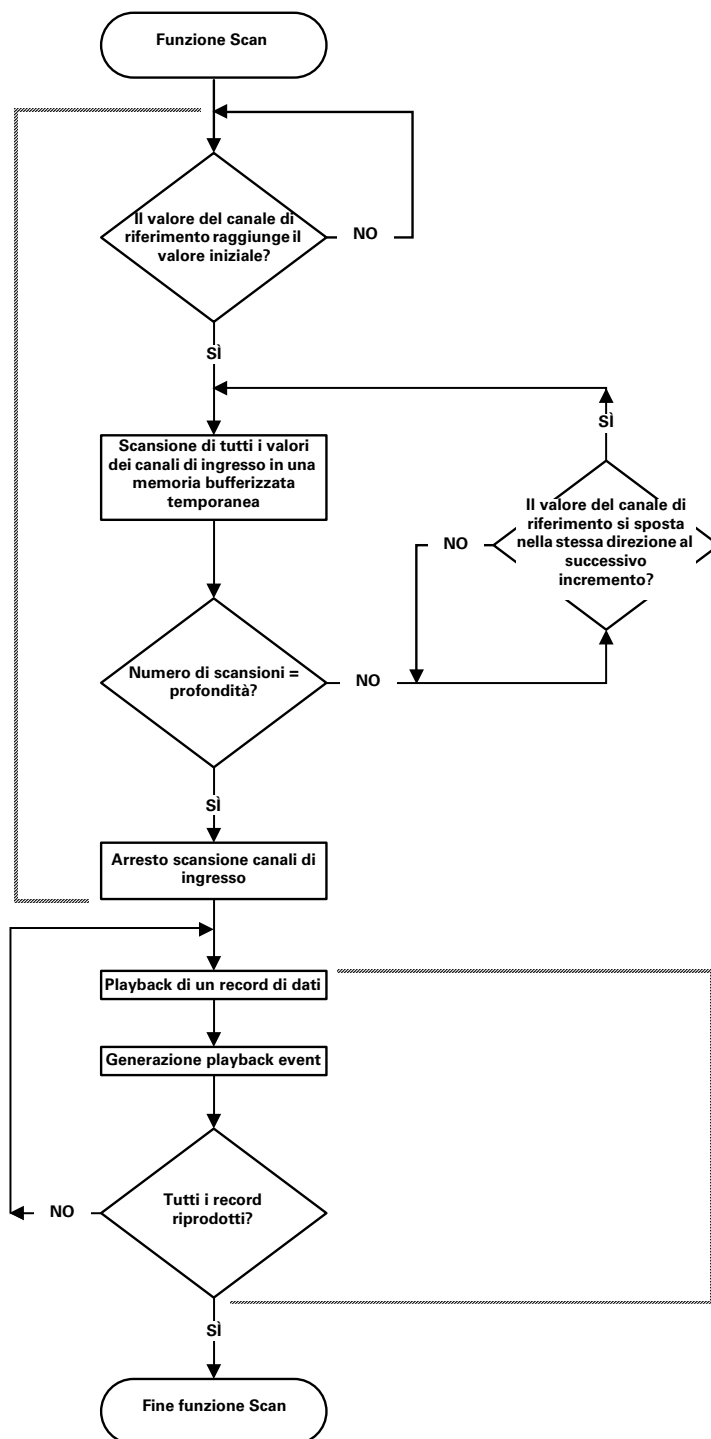 Funzione Scan
Il valore del canale di
riferimento raggiunge il
valore iniziale?
NO
SÌ
SÌ
Scansione di tutti i valori
dei canali di ingresso in una
memoria bufferizzata
temporanea
Il valore del canale di
riferimento si sposta
nella stessa direzione al
successivo
incremento?
NO
Numero di scansioni =
profondità?
NO
SÌ
Arresto scansione canali di
ingresso
Playback di un record di dati
Generazione playback event
Tutti i record
riprodotti?
NO
SÌ
Fine funzione Scan